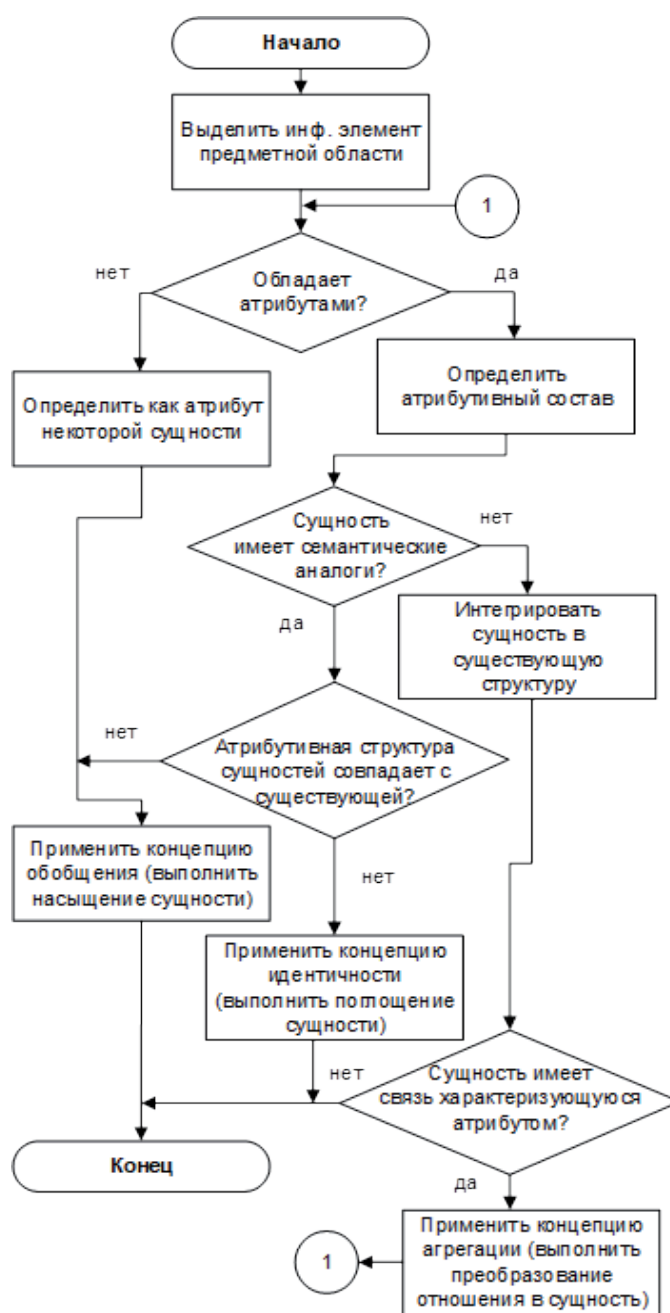 Начало
Выделить инф. элемент
предметной области
1
нет
да
Обладает
атрибутами?
Определить как атрибут
некоторой сущности
Определить
атрибутивный состав
Сущность
имеет семантические
аналоги?
нет
да
Интегрировать
сущность в
существующую
структуру
нет
Атрибутивная структура
сущностей совпадает с
существующей?
Применить концепцию
обобщения (выполнить
насыщение сущности)
нет
Применить концепцию
идентичности
(выполнить поглощение
сущности)
нет
Сущность имеет
связь характеризующуюся
атрибутом?
Конец
да
1
Применить концепцию
агрегации (выполнить
преобразование
отношения в сущность)